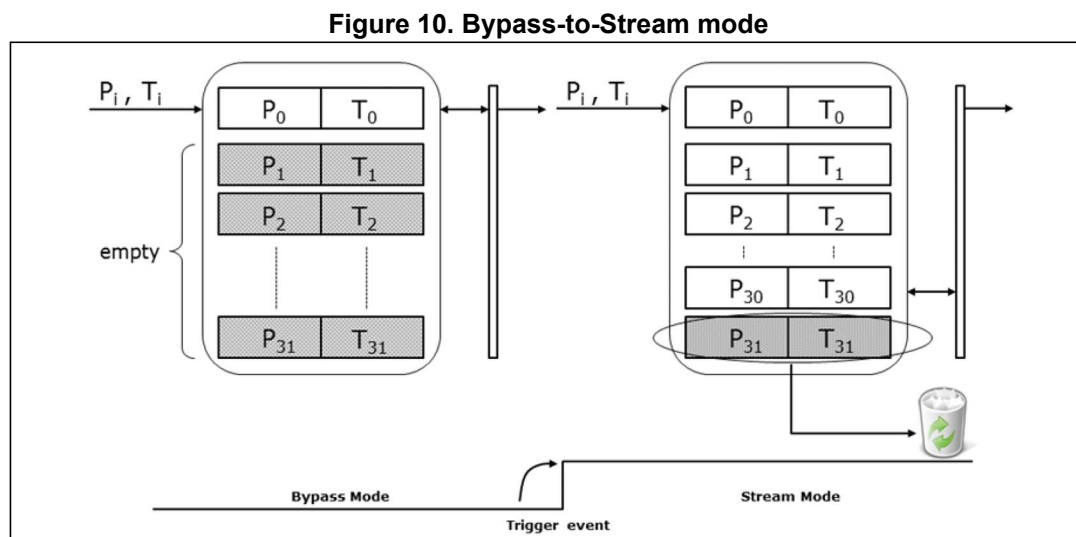 Figure 10. Bypass-to-Stream mode
Pi , Ti
P0 T0
P1 T1
P2 T2
empty
P31 T31
Pi , Ti
P0 T0
P1 T1
P2 T2
P30 T30
P31 T31
Bypass Mode
Trigger event
Stream Mode